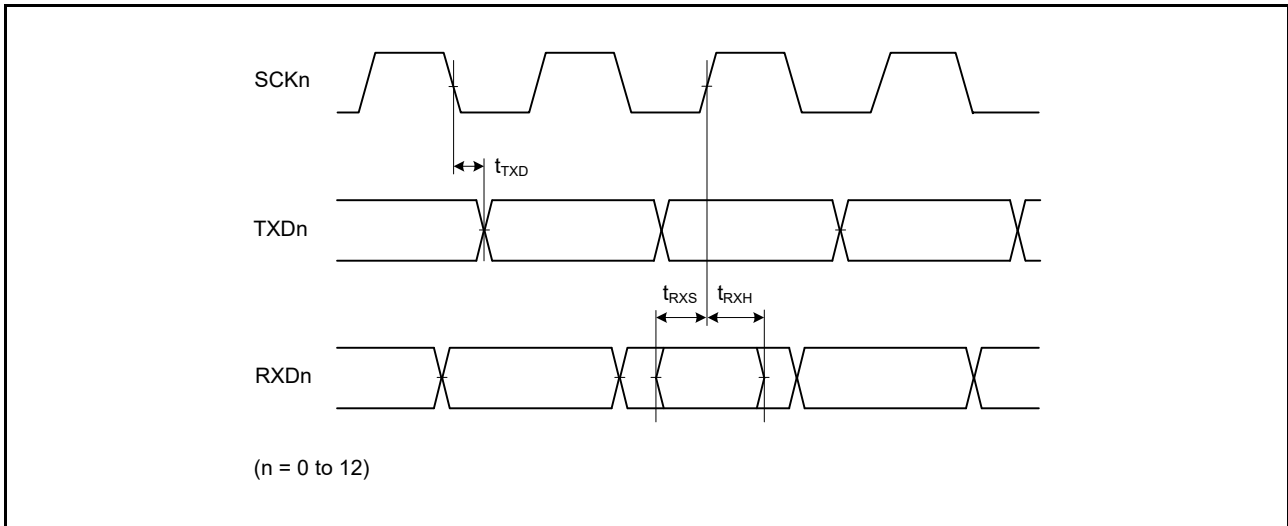 SCKn
tTXD
TXDn
tRXS tRXH
RXDn
(n = 0 to 12)